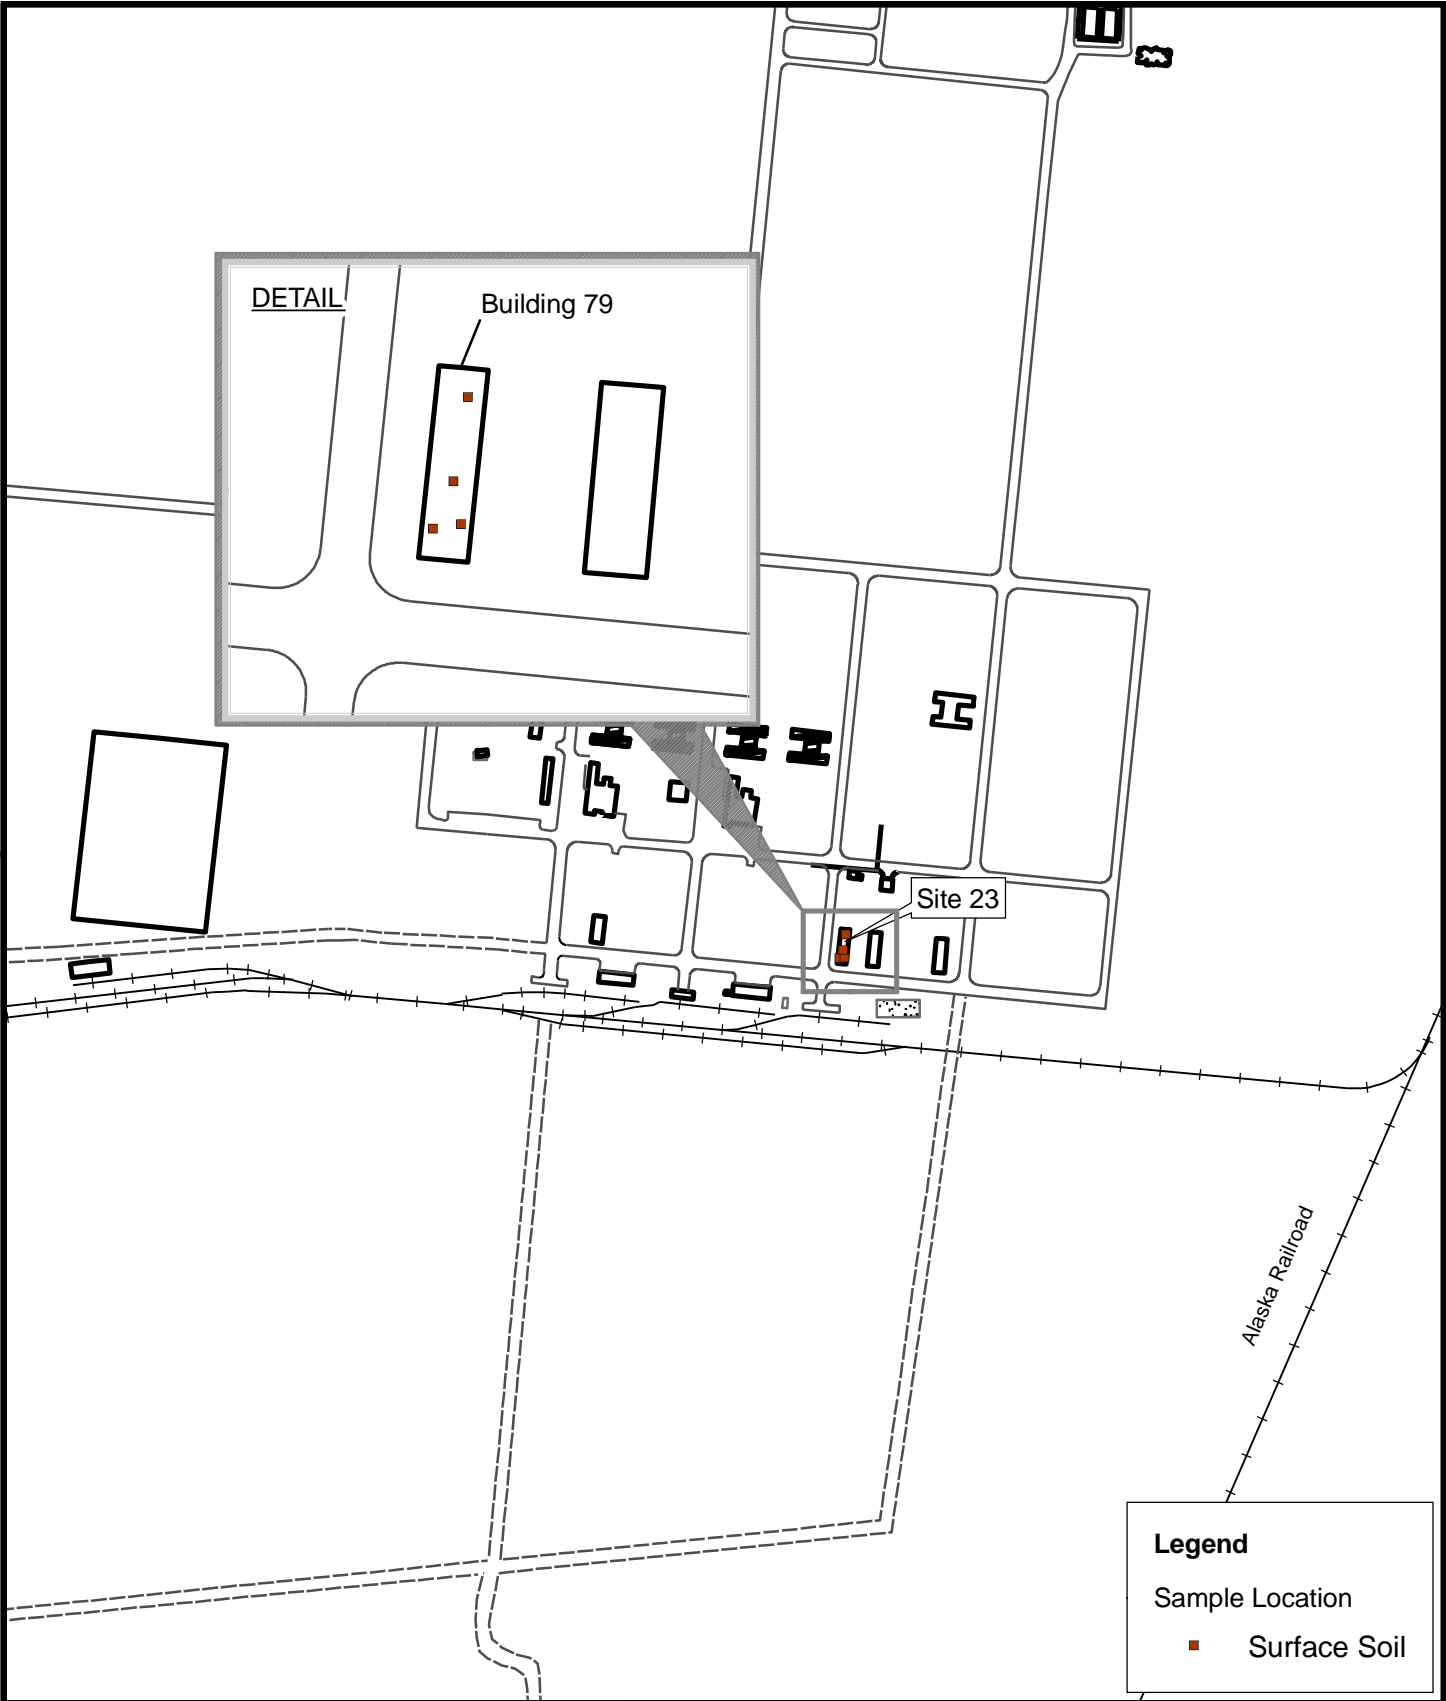 DETAIL
Building 79
Site 23
Alaska Railroad
Legend
Sample Location
Surface Soil